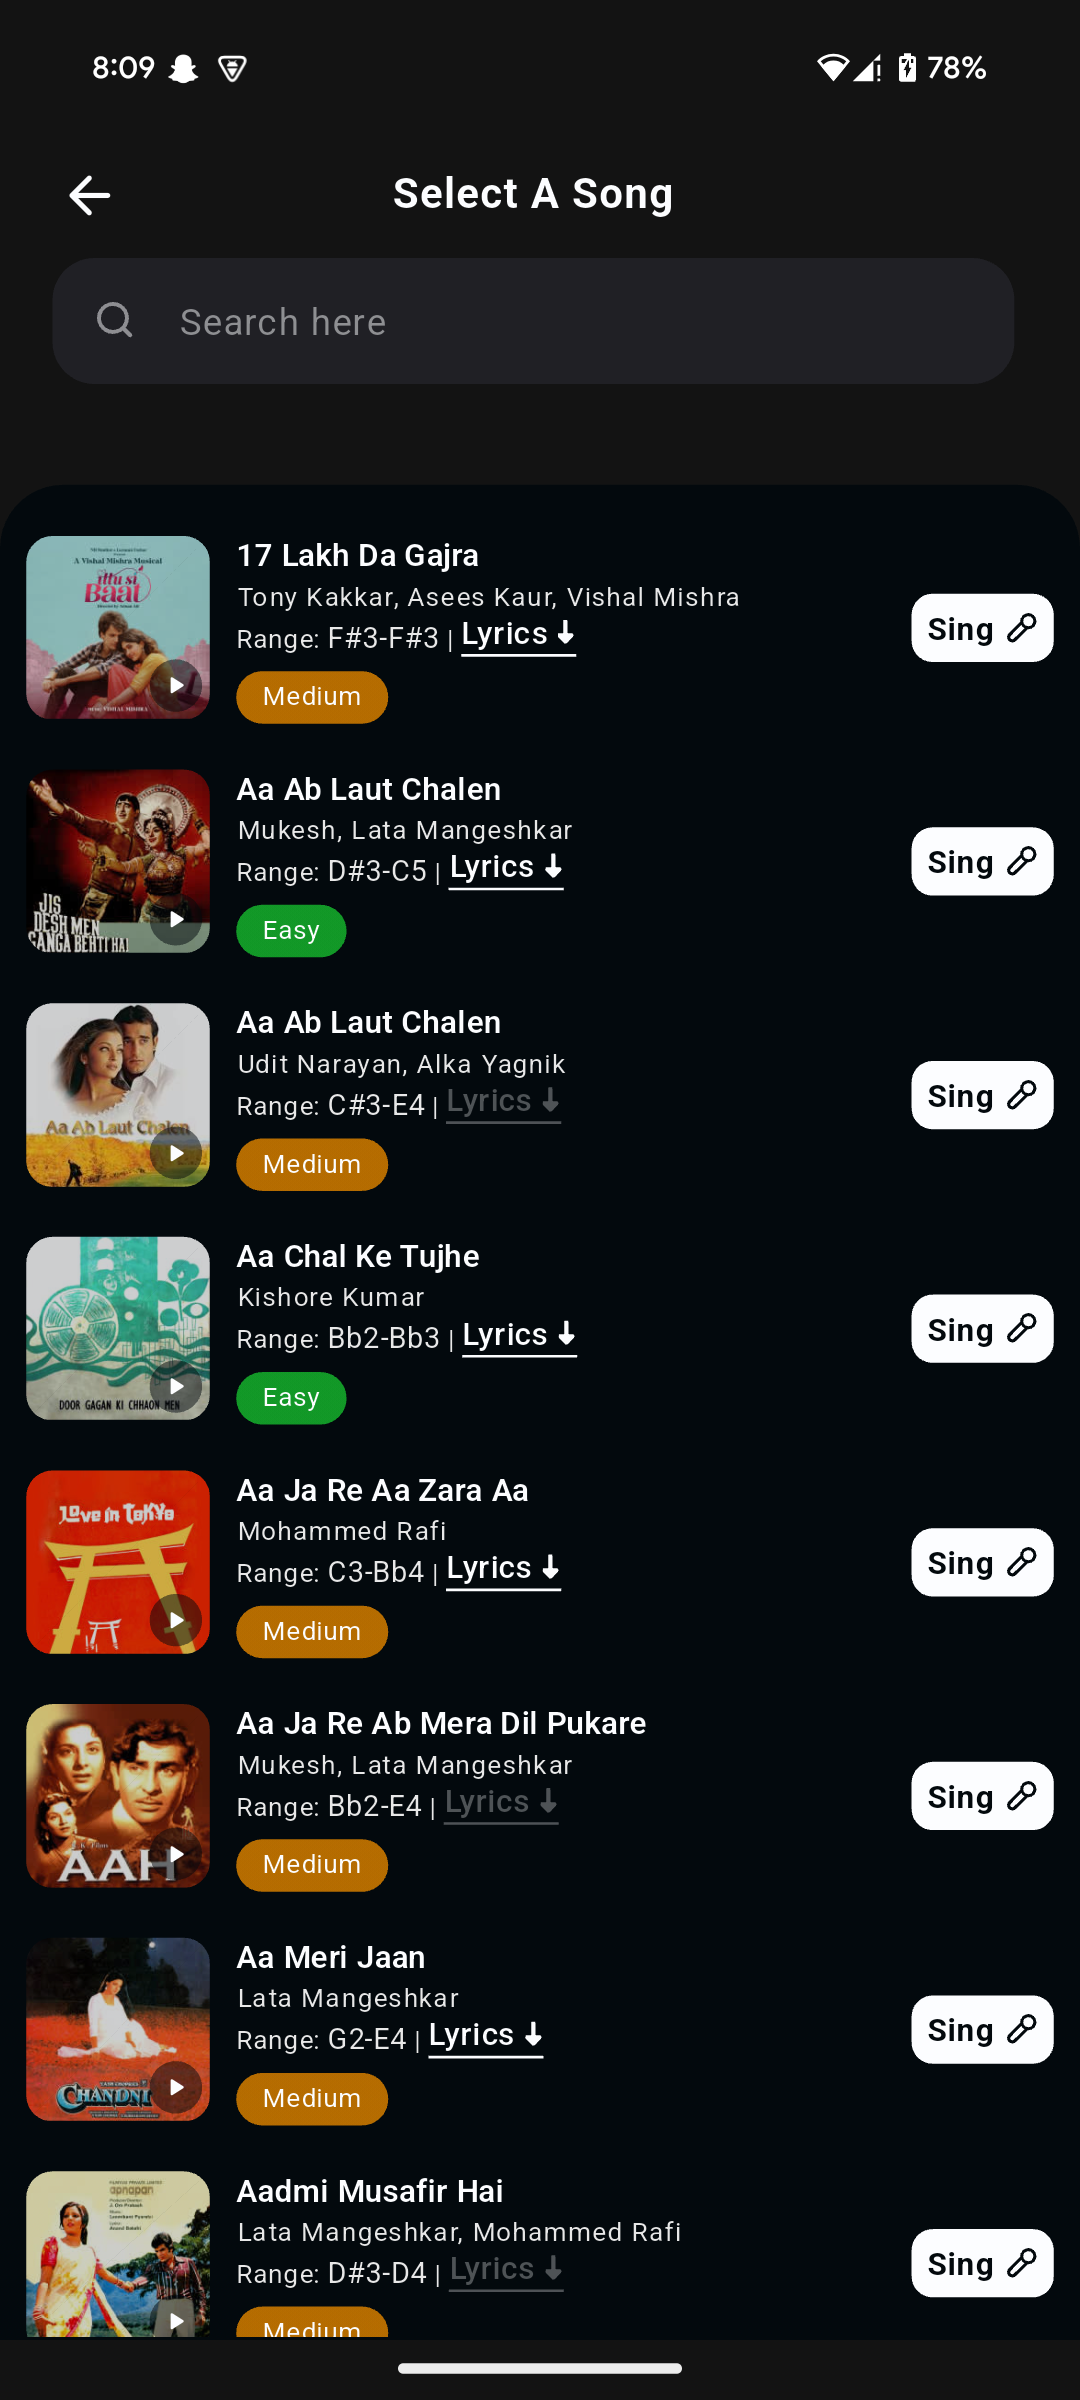 8:09
78%
Select A Song
Search here
A Vishal Mishra Musical
ittu si
Baat
MUSIC VISHAL MISHRA
17 Lakh Da Gajra
Tony Kakkar, Asees Kaur, Vishal Mishra
Range: F#3-F#3 | Lyrics
Medium
Sing
JIS
DESH MEN
GANGA BEHTI HAI
Aa Ab Laut Chalen
Mukesh, Lata Mangeshkar
Range: D#3-C5 | Lyrics
Easy
Sing
Aa Ab Laut Chalen
Aa Ab Laut Chalen
Udit Narayan, Alka Yagnik
Range: C#3-E4 | Lyrics
Medium
Sing
DOOR GAGAN KI CHHAON MEN
Aa Chal Ke Tujhe
Kishore Kumar
Range: Bb2-Bb3 | Lyrics
Easy
Sing
Love in Tokyo
Aa Ja Re Aa Zara Aa
Mohammed Rafi
Range: C3-Bb4 | Lyrics
Medium
Sing
AAH
Aa Ja Re Ab Mera Dil Pukare
Mukesh, Lata Mangeshkar
Range: Bb2-E4 | Lyrics
Medium
Sing
CHANDNI
Aa Meri Jaan
Lata Mangeshkar
Range: G2-E4 | Lyrics
Medium
Sing
apnapan
Aadmi Musafir Hai
Lata Mangeshkar, Mohammed Rafi
Range: D#3-D4 | Lyrics
Medium
Sing